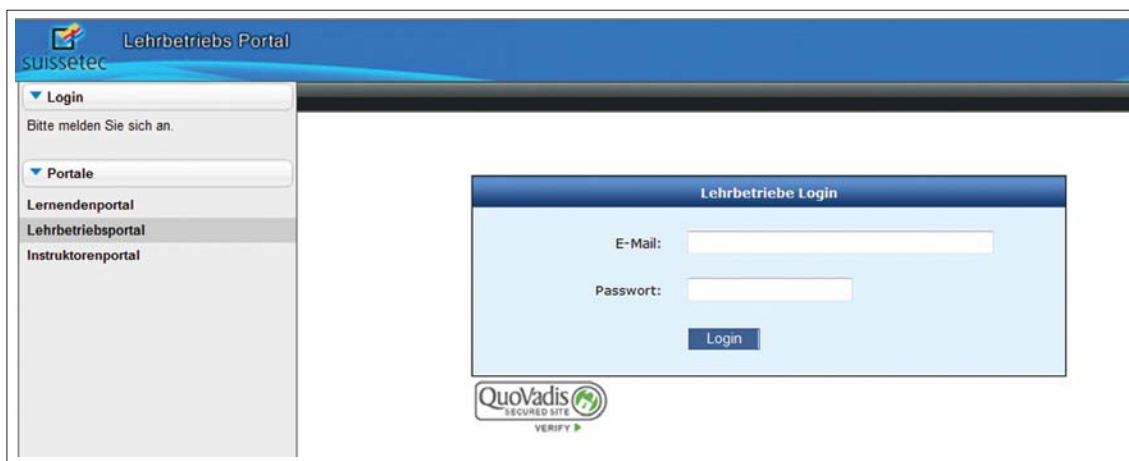 Lehrbetriebs Portal
suissetec
Login
Bitte melden Sie sich an.
Portale
Lernendenportal
Lehrbetriebsportal
Instruktorenportal
Lehrbetriebe Login
E-Mail:
Passwort:
Login
QuoVadis
SECURED SITE
VERIFY